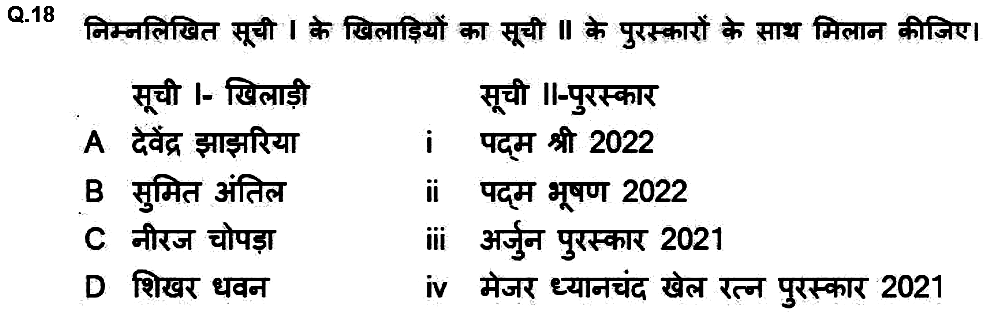 Q.18 निम्नलिखित सूची I के खिलाड़ियों का सूची II के पुरस्कारों के साथ मिलान कीजिए।
सूची I- खिलाड़ी सूची II-पुरस्कार
A देवेंद्र झाझरिया i पद्म श्री 2022
B सुमित अंतिल ii पद्म भूषण 2022
C नीरज चोपड़ा iii अर्जुन पुरस्कार 2021
D शिखर धवन iv मेजर ध्यानचंद खेल रत्न पुरस्कार 2021